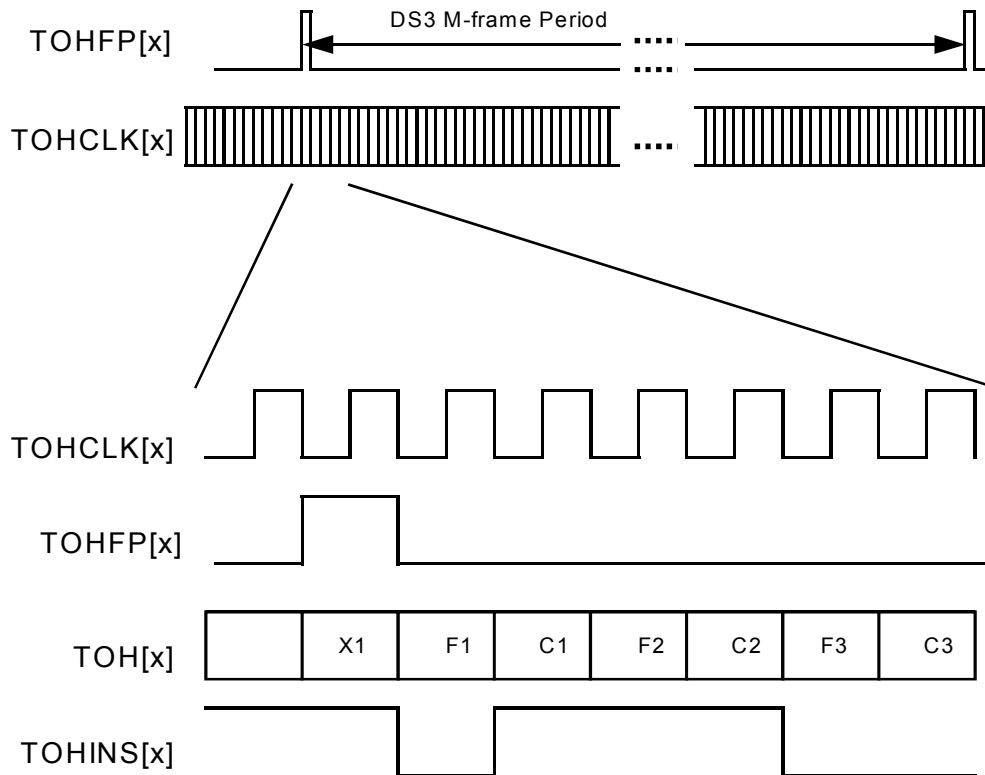 DS3 M-frame Period
TOHFP[x]
TOHCLK[x]
TOHCLK[x]
TOHFP[x]
TOH[x] X1 F1 C1 F2 C2 F3 C3
TOHINS[x]